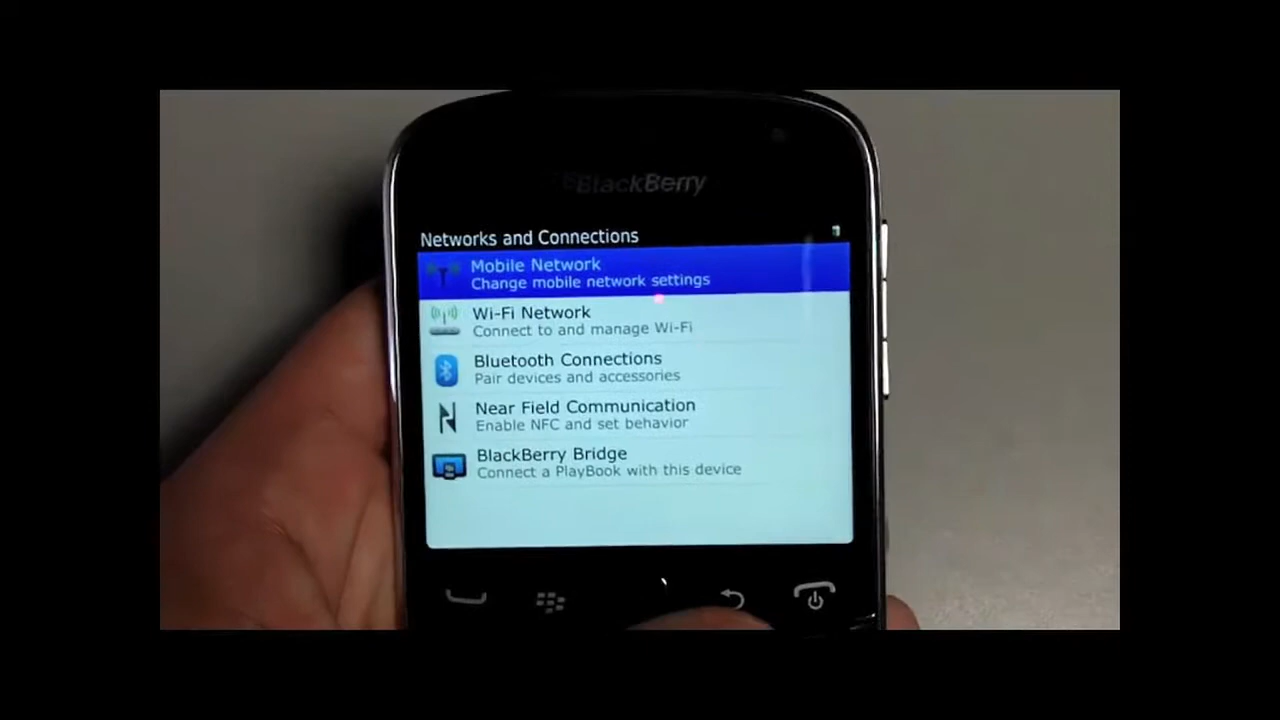 BlackBerry
Networks and Connections
Mobile Network
Change mobile network settings
Wi-Fi Network
Connect to and manage Wi-Fi
Bluetooth Connections
Pair devices and accessories
Near Field Communication
Enable NFC and set behavior
BlackBerry Bridge
Connect a PlayBook with this device